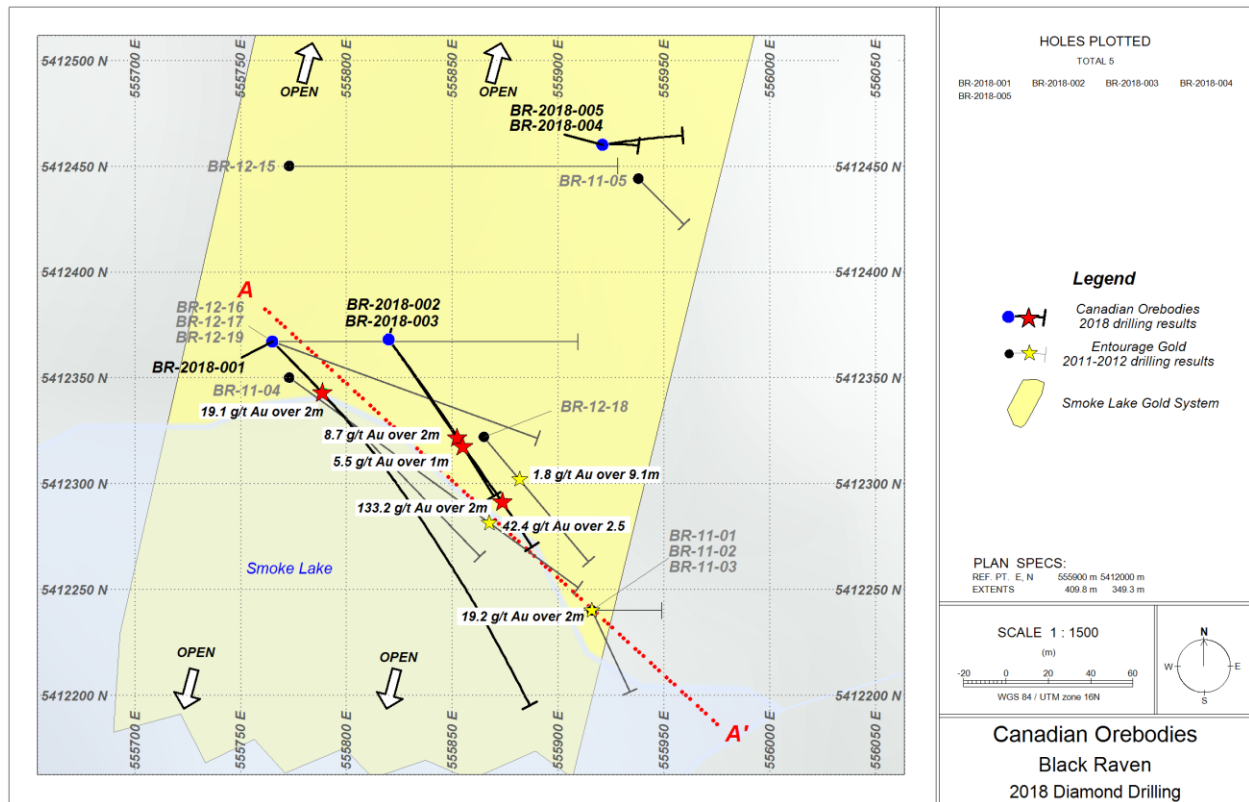 555700 E
555750 E
555800 E
555850 E
555900 E
555950 E
556000 E
556050 E
5412500 N
5412450 N
5412400 N
5412350 N
5412300 N
5412250 N
5412200 N
OPEN
OPEN
BR-2018-005
BR-2018-004
BR-12-15
BR-11-05
A
BR-12-16
BR-12-17
BR-12-19
BR-2018-002
BR-2018-003
BR-2018-001
BR-11-04
19.1 g/t Au over 2m
BR-12-18
8.7 g/t Au over 2m
5.5 g/t Au over 1m
1.8 g/t Au over 9.1m
133.2 g/t Au over 2m
42.4 g/t Au over 2.5
BR-11-01
BR-11-02
BR-11-03
Smoke Lake
19.2 g/t Au over 2m
OPEN
OPEN
A'
555700 E
555750 E
555800 E
555850 E
555900 E
555950 E
556000 E
556050 E
HOLES PLOTTED
TOTAL 5
BR-2018-001 BR-2018-002 BR-2018-003 BR-2018-004
BR-2018-005
Legend
Canadian Orebodies
2018 drilling results
Entourage Gold
2011-2012 drilling results
Smoke Lake Gold System
PLAN SPECS:
REF. PT. E, N 555900 m 5412000 m
EXTENTS 409.8 m 349.3 m
SCALE 1 : 1500
(m)
-20 0 20 40 60
WGS 84 / UTM zone 16N
N
W E
S
Canadian Orebodies
Black Raven
2018 Diamond Drilling